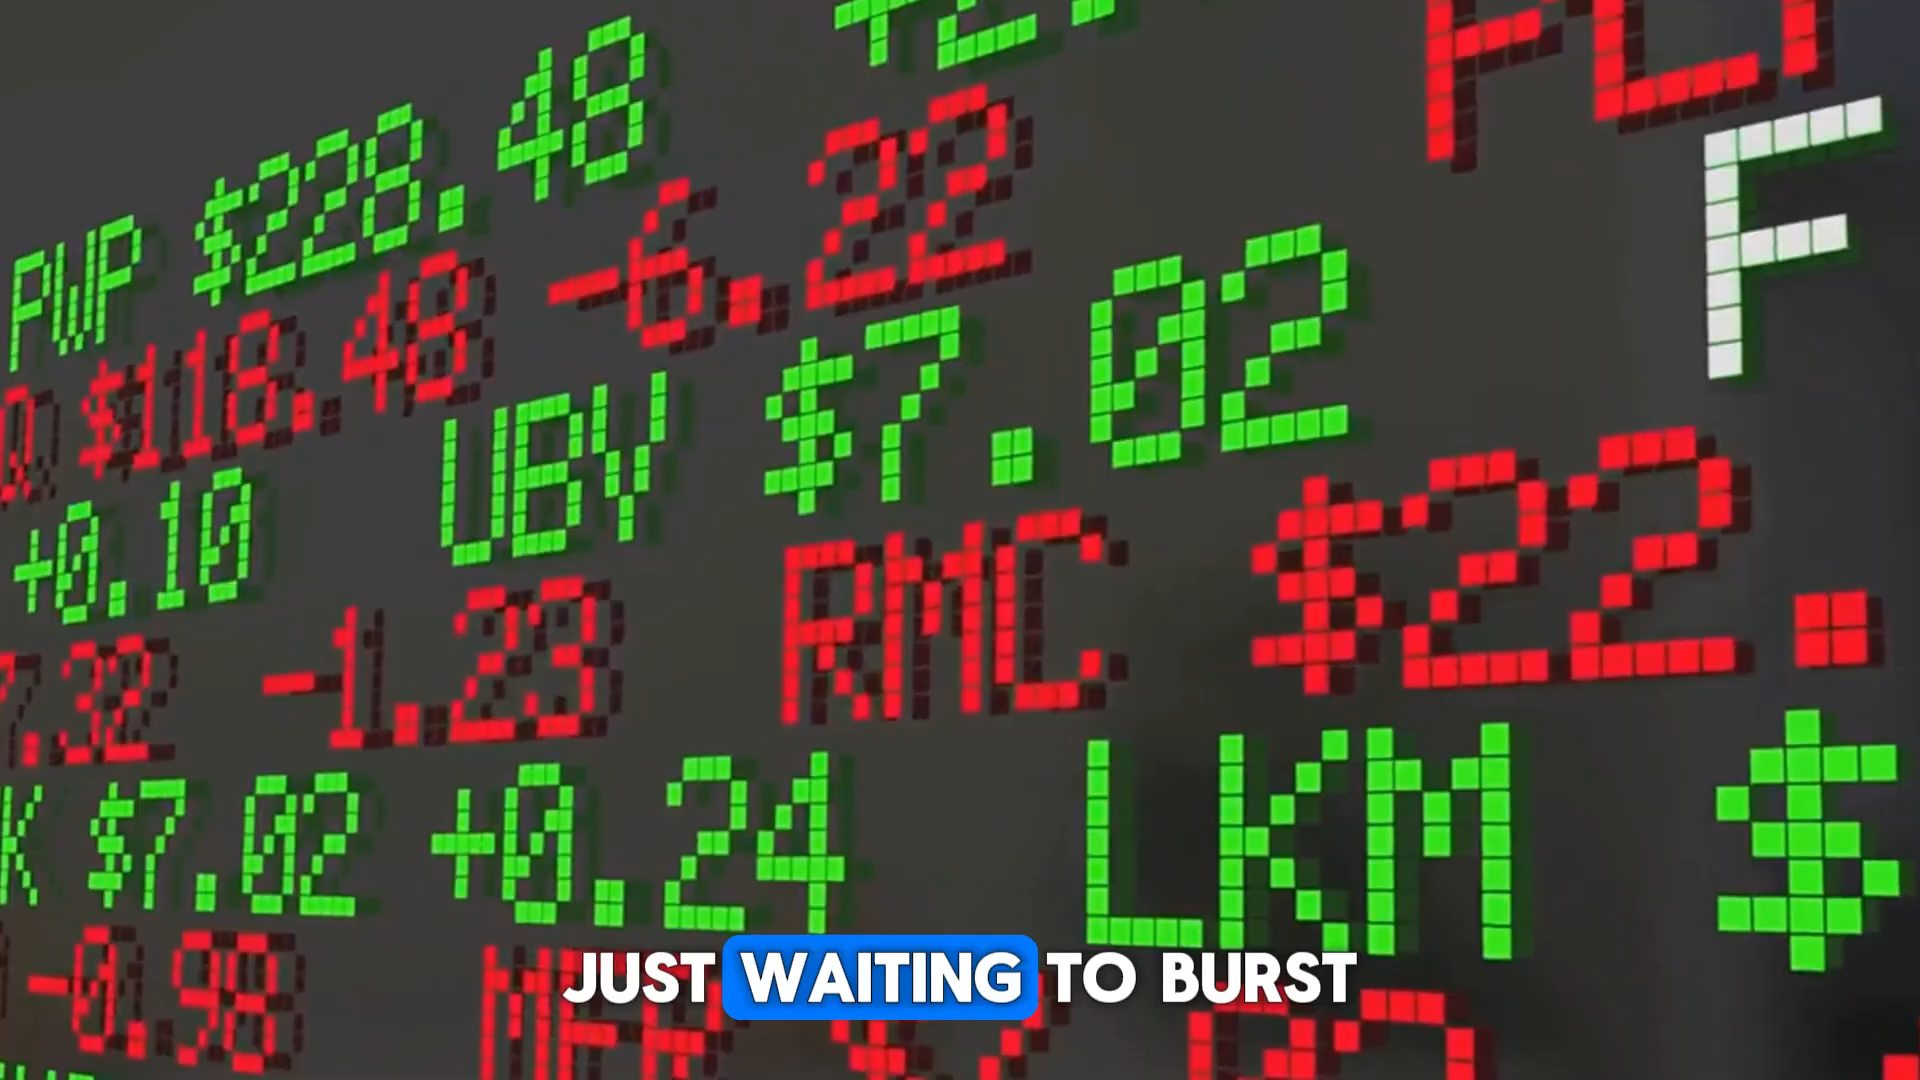 PWP $228.48
$118.48 -6.22
+0.10 UBV $7.02 F
7.32 -1.23 RMC $22.
K $7.02 +0.24 LKM $
-0.98
JUST WAITING TO BURST